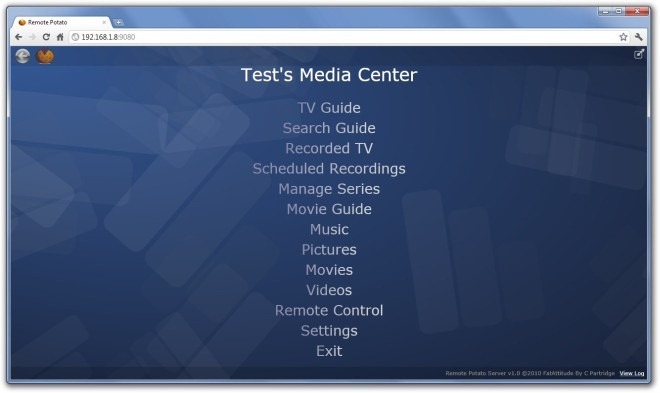 Remote Potato
192.168.1.8:9080
Test's Media Center
TV Guide
Search Guide
Recorded TV
Scheduled Recordings
Manage Series
Movie Guide
Music
Pictures
Movies
Videos
Remote Control
Settings
Exit
Remote Potato Server v1.0 ©2010 FatAttitude By C Partridge View Log